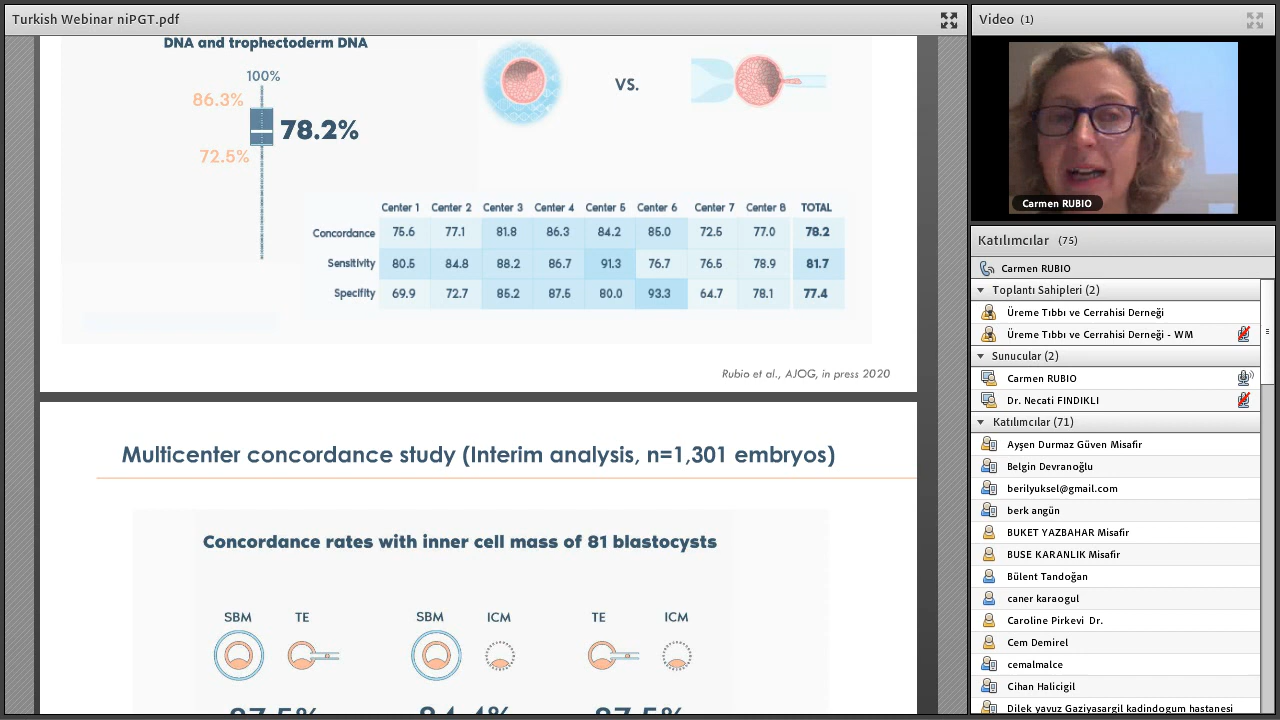 Turkish Webinar niPGT.pdf
DNA and trophectoderm DNA
100%
86.3%
78.2%
72.5%
VS.
Center 1 Center 2 Center 3 Center 4 Center 5 Center 6 Center 7 Center 8 TOTAL
Concordance 75.6 77.1 81.8 86.3 84.2 85.0 72.5 77.0 78.2
Sensitivity 80.5 84.8 88.2 86.7 91.3 76.7 76.5 78.9 81.7
Specifity 69.9 72.7 85.2 87.5 80.0 93.3 64.7 78.1 77.4
Rubio et al., AJOG, in press 2020
Multicenter concordance study (Interim analysis, n=1,301 embryos)
Concordance rates with inner cell mass of 81 blastocysts
SBM TE SBM ICM TE ICM
Video (1)
Carmen RUBIO
Katılımcılar (75)
Carmen RUBIO
Toplantı Sahipleri (2)
Üreme Tıbbı ve Cerrahisi Derneği
Üreme Tıbbı ve Cerrahisi Derneği - WM
Sunucular (2)
Carmen RUBIO
Dr. Necati FINDIKLI
Katılımcılar (71)
Ayşen Durmaz Güven Misafir
Belgin Devranoğlu
berilyuksel@gmail.com
berk angün
BUKET YAZBAHAR Misafir
BUSE KARANLIK Misafir
Bülent Tandoğan
caner karaogul
Caroline Pirkevi Dr.
Cem Demirel
cemalmalce
Cihan Halicigil
Dilek yavuz Gaziyasargil kadindogum hastanesi